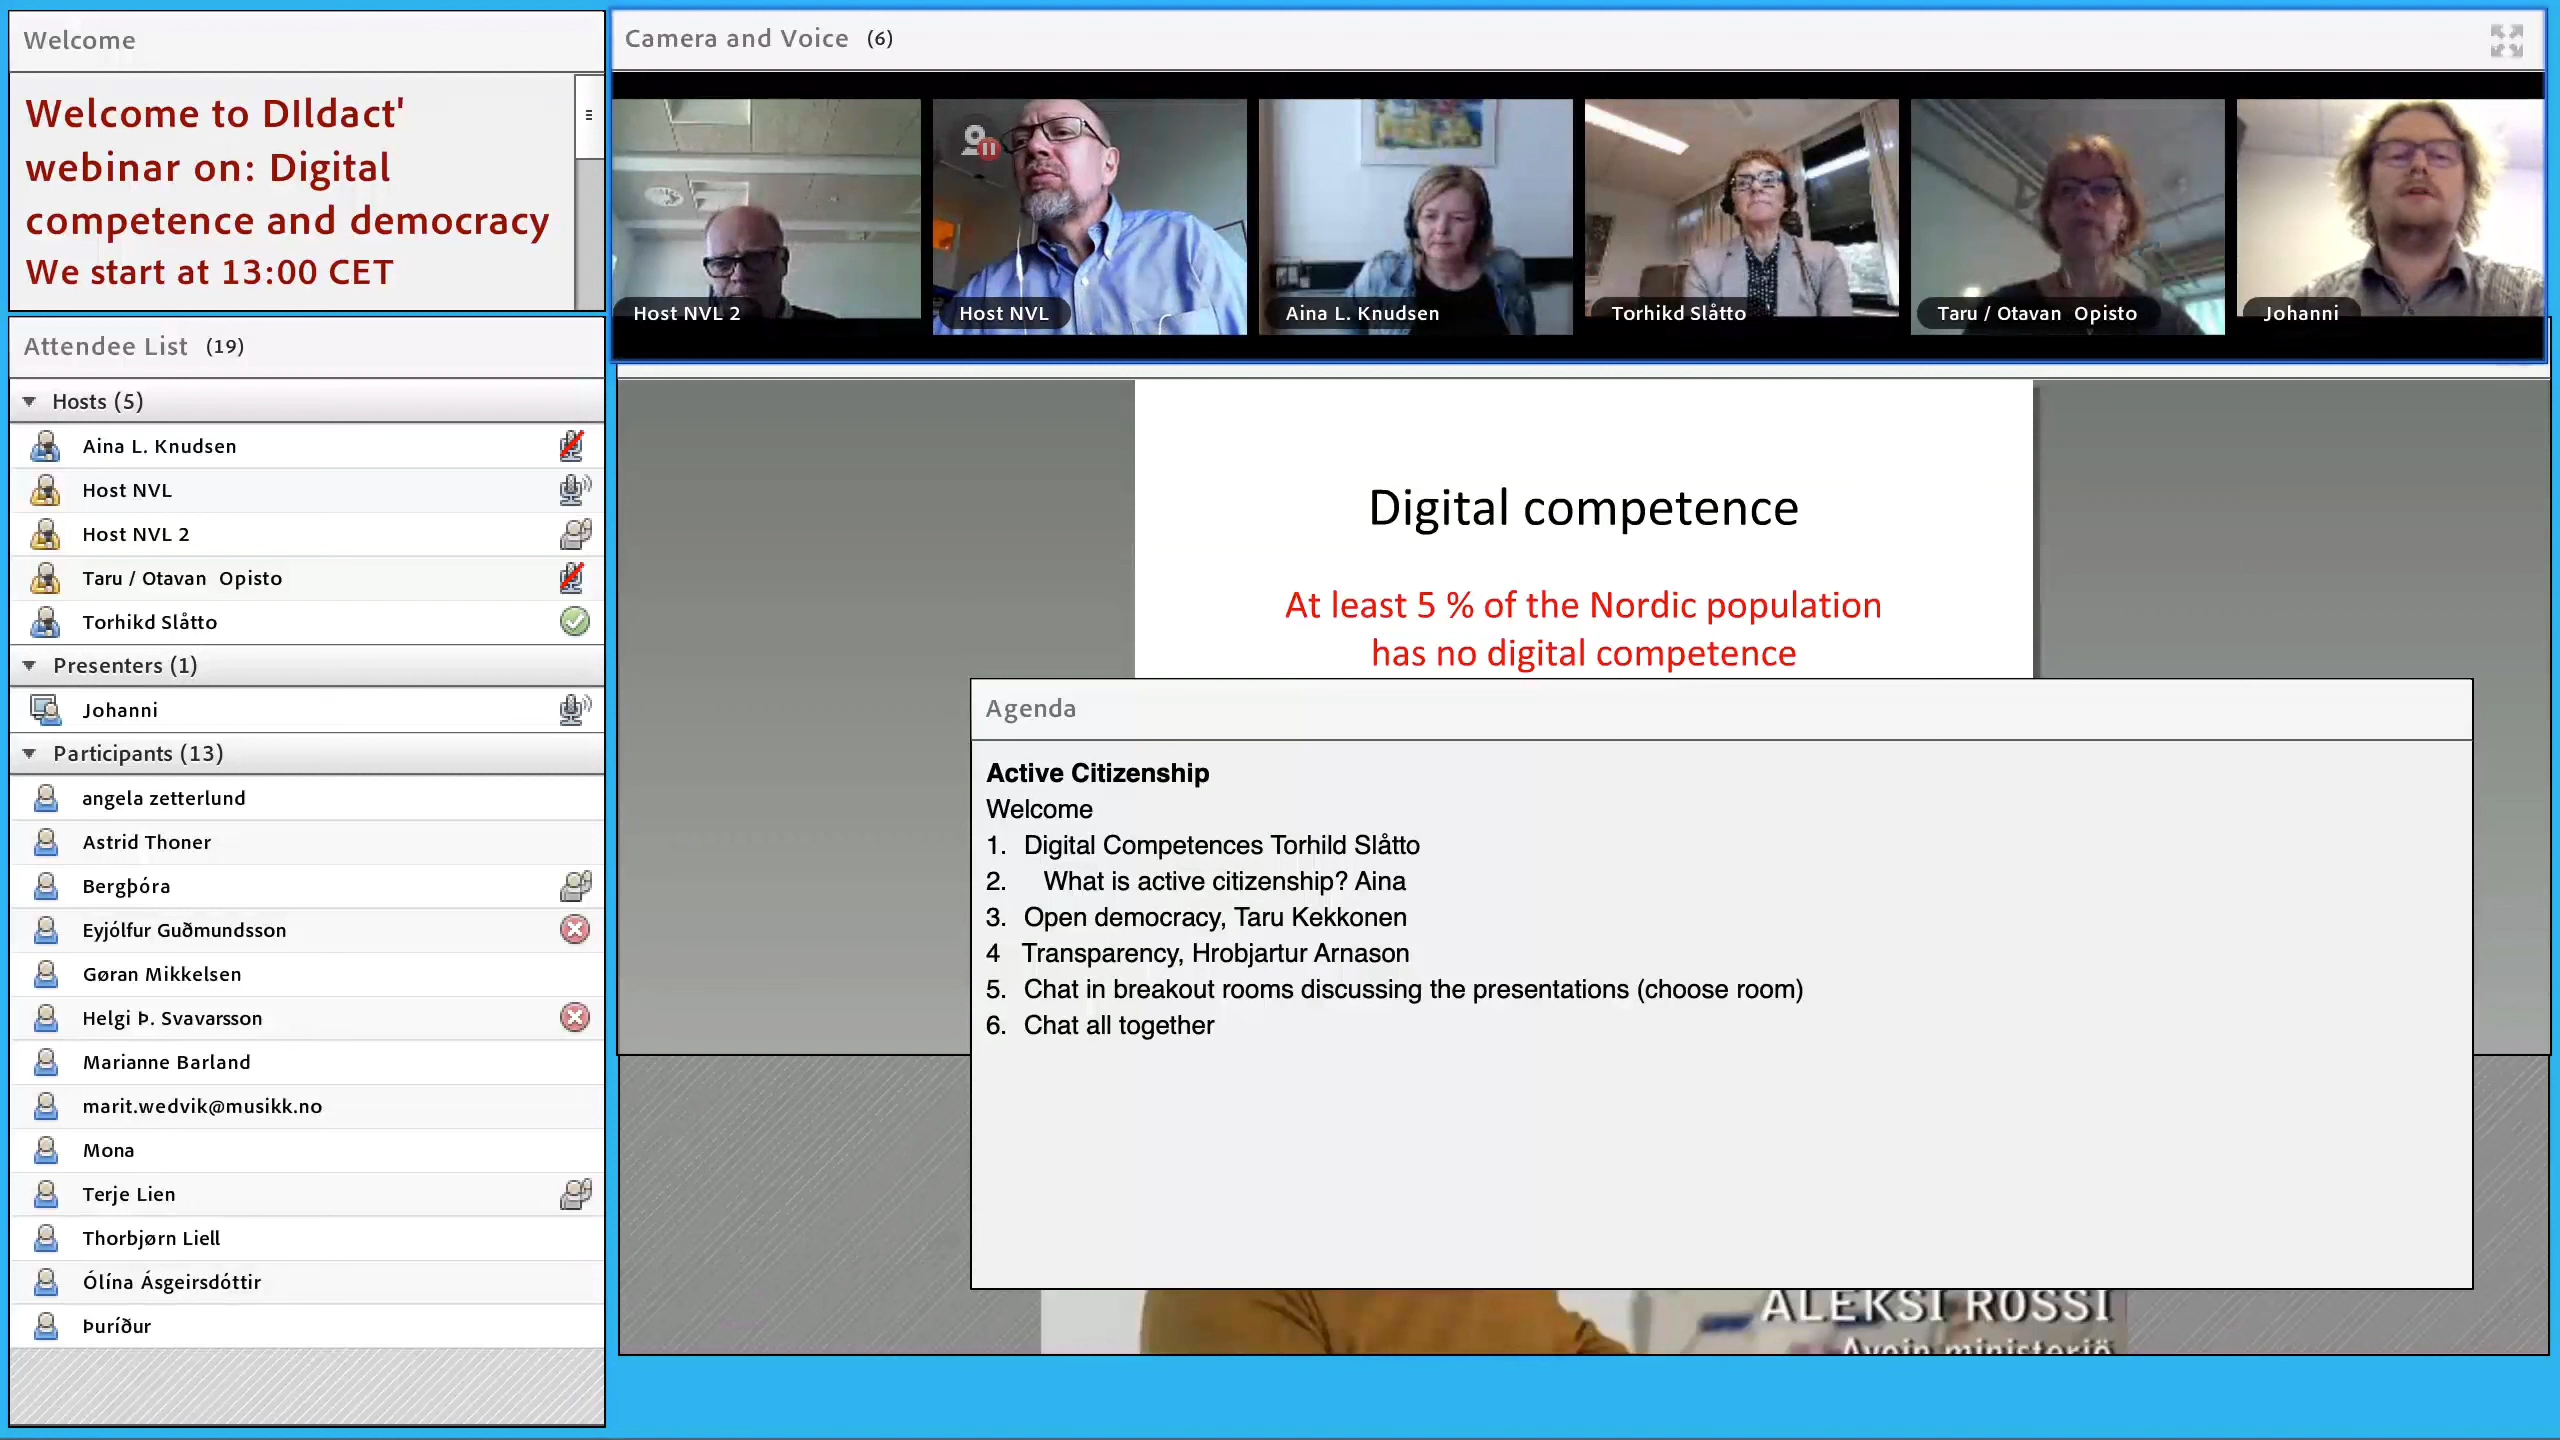 Welcome
Welcome to DIldact'
webinar on: Digital
competence and democracy
We start at 13:00 CET
Attendee List (19)
Hosts (5)
Aina L. Knudsen
Host NVL
Host NVL 2
Taru / Otavan Opisto
Torhikd Slåtto
Presenters (1)
Johanni
Participants (13)
angela zetterlund
Astrid Thoner
Bergþóra
Eyjólfur Guðmundsson
Gøran Mikkelsen
Helgi Þ. Svavarsson
Marianne Barland
marit.wedvik@musikk.no
Mona
Terje Lien
Thorbjørn Liell
Ólína Ásgeirsdóttir
Þuríður
Camera and Voice (6)
Host NVL 2
Host NVL
Aina L. Knudsen
Torhikd Slåtto
Taru / Otavan Opisto
Johanni
Digital competence
At least 5 % of the Nordic population
has no digital competence
Agenda
Active Citizenship
Welcome
1. Digital Competences Torhild Slåtto
2. What is active citizenship? Aina
3. Open democracy, Taru Kekkonen
4 Transparency, Hrobjartur Arnason
5. Chat in breakout rooms discussing the presentations (choose room)
6. Chat all together
ALEKSI ROSSI
Avoin ministeriö